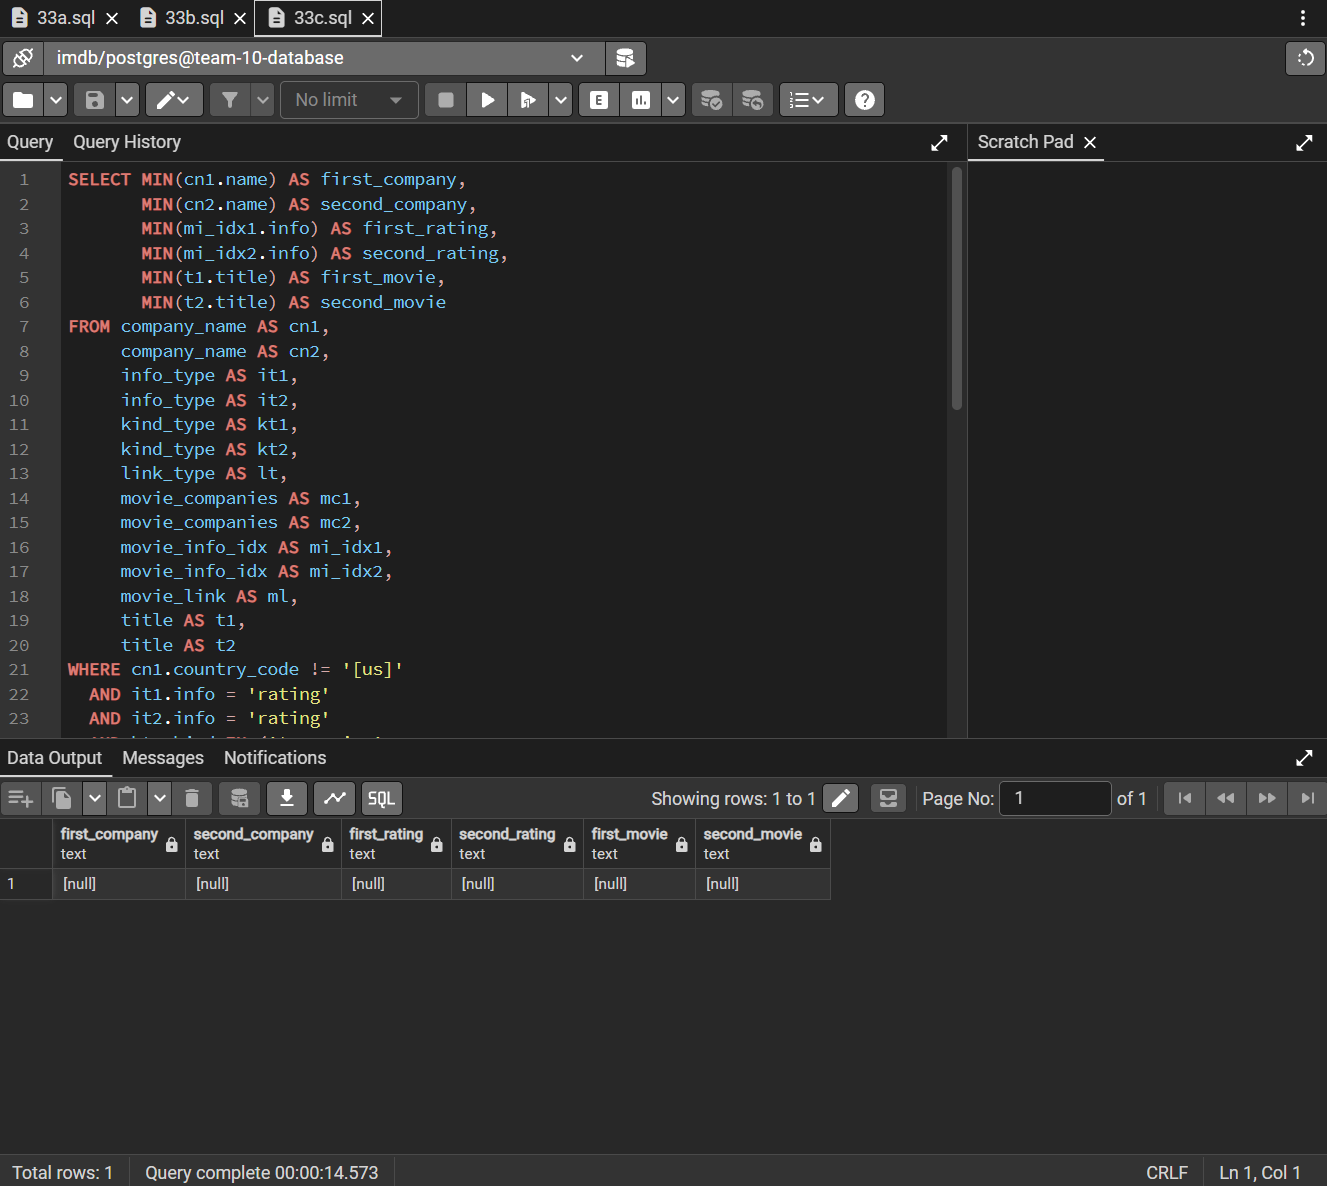 33a.sql
33b.sql
33c.sql
imdb/postgres@team-10-database
No limit
E
Query
Query History
Scratch Pad
1 SELECT MIN(cn1.name) AS first_company,
2 MIN(cn2.name) AS second_company,
3 MIN(mi_idx1.info) AS first_rating,
4 MIN(mi_idx2.info) AS second_rating,
5 MIN(t1.title) AS first_movie,
6 MIN(t2.title) AS second_movie
7 FROM company_name AS cn1,
8 company_name AS cn2,
9 info_type AS it1,
10 info_type AS it2,
11 kind_type AS kt1,
12 kind_type AS kt2,
13 link_type AS lt,
14 movie_companies AS mc1,
15 movie_companies AS mc2,
16 movie_info_idx AS mi_idx1,
17 movie_info_idx AS mi_idx2,
18 movie_link AS ml,
19 title AS t1,
20 title AS t2
21 WHERE cn1.country_code != '[us]'
22 AND it1.info = 'rating'
23 AND it2.info = 'rating'
Data Output
Messages
Notifications
SQL
Showing rows: 1 to 1
Page No: 1 of 1
first_company second_company first_rating second_rating first_movie second_movie
text text text text text text
1 [null] [null] [null] [null] [null] [null]
Total rows: 1
Query complete 00:00:14.573
CRLF
Ln 1, Col 1